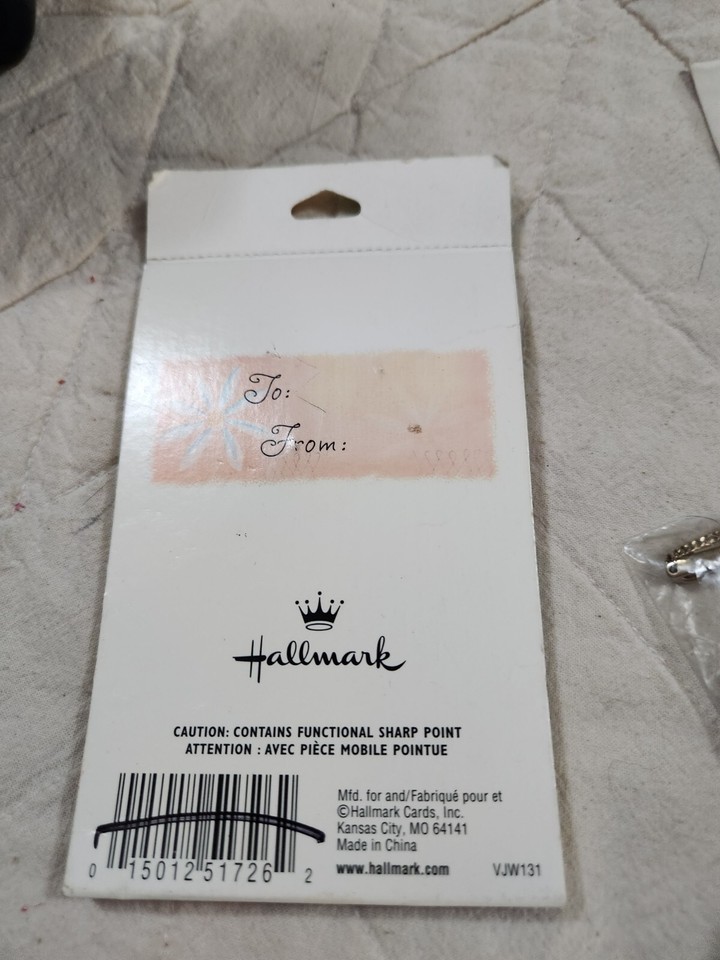 To:
From:
Hallmark
CAUTION: CONTAINS FUNCTIONAL SHARP POINT
ATTENTION : AVEC PIÈCE MOBILE POINTUE
Mfd. for and/Fabriqué pour et
©Hallmark Cards, Inc.
Kansas City, MO 64141
Made in China
www.hallmark.com VJW131
0 15012 51726 2